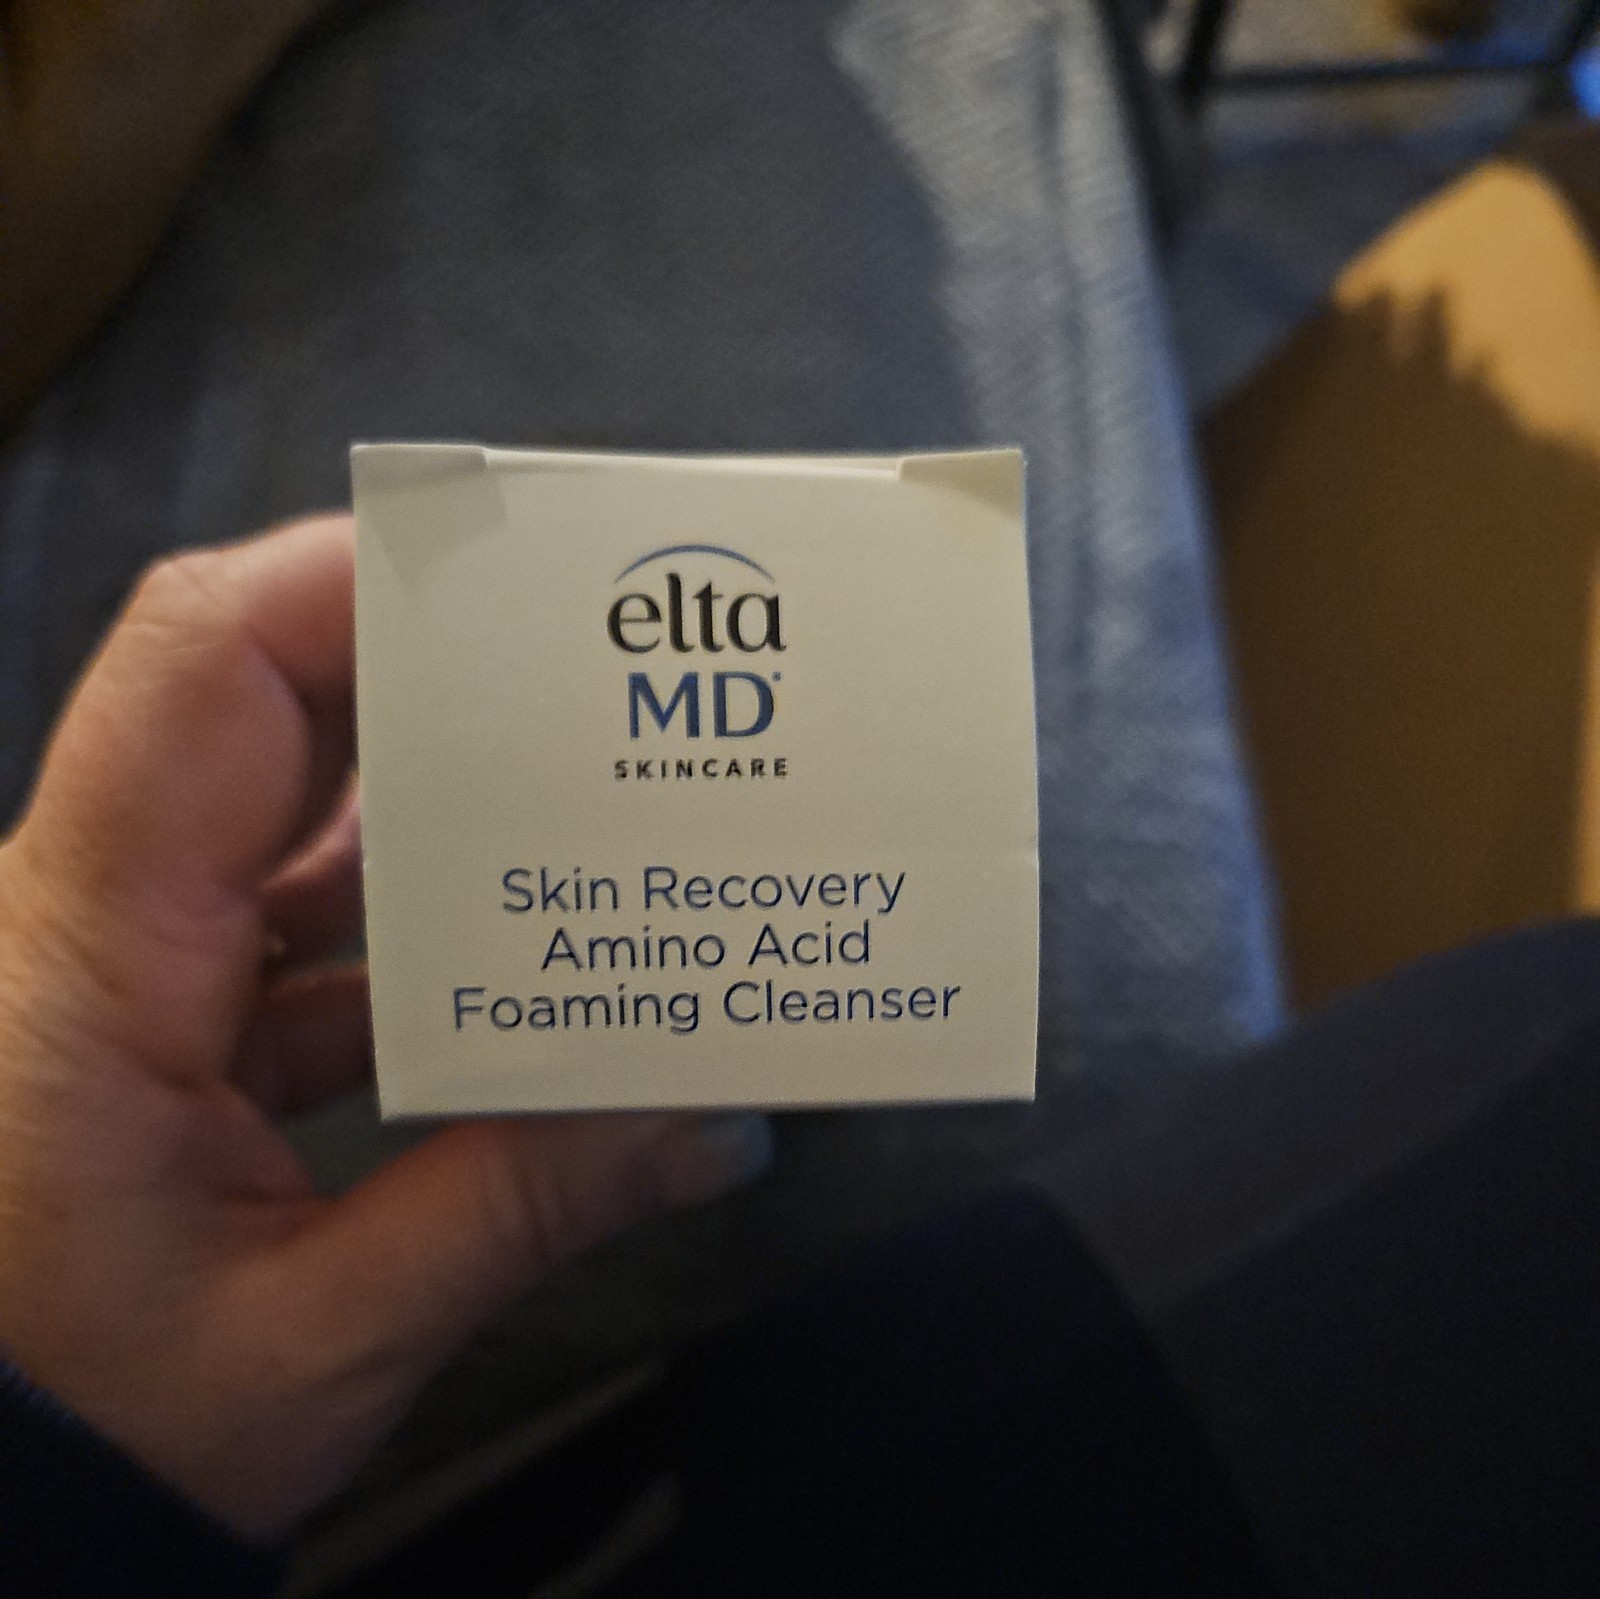 elta
MD
SKINCARE
Skin Recovery
Amino Acid
Foaming Cleanser